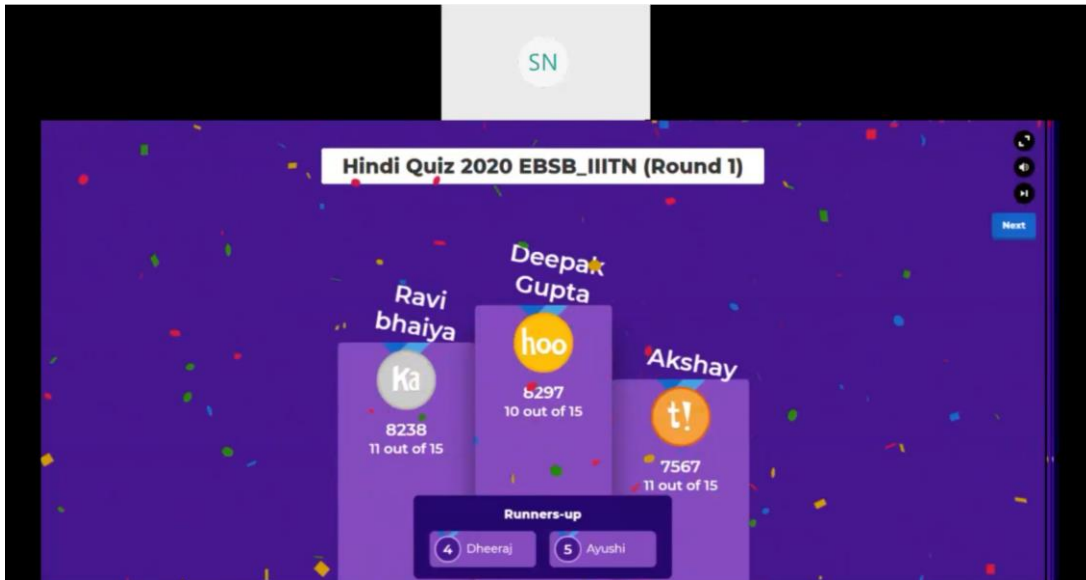 SN
Hindi Quiz 2020 EBSB_IIITN (Round 1)
Next
Deepak
Gupta
hoo
8297
10 out of 15
Ravi
bhaiya
Ka
8238
11 out of 15
Akshay
t!
7567
11 out of 15
Runners-up
4 Dheeraj
5 Ayushi